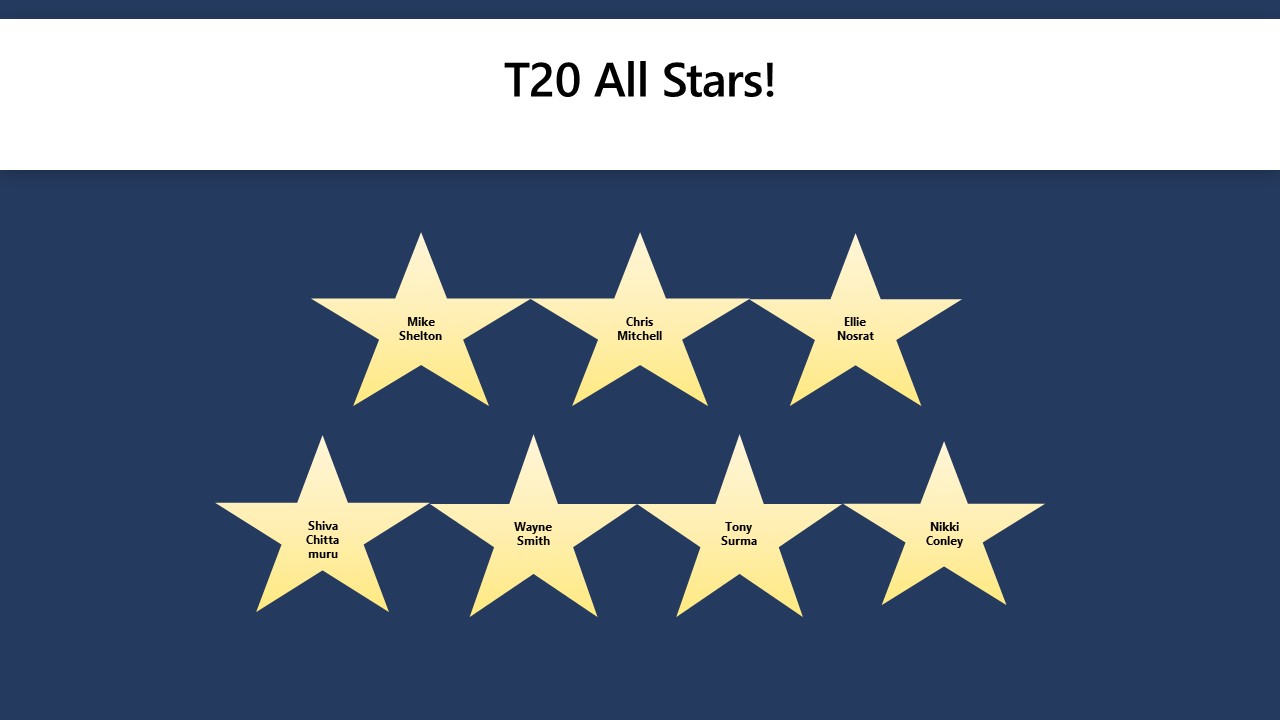 T20 All Stars!
Mike
Shelton
Chris
Mitchell
Ellie
Nosrat
Shiva
Chitta
muru
Wayne
Smith
Tony
Surma
Nikki
Conley